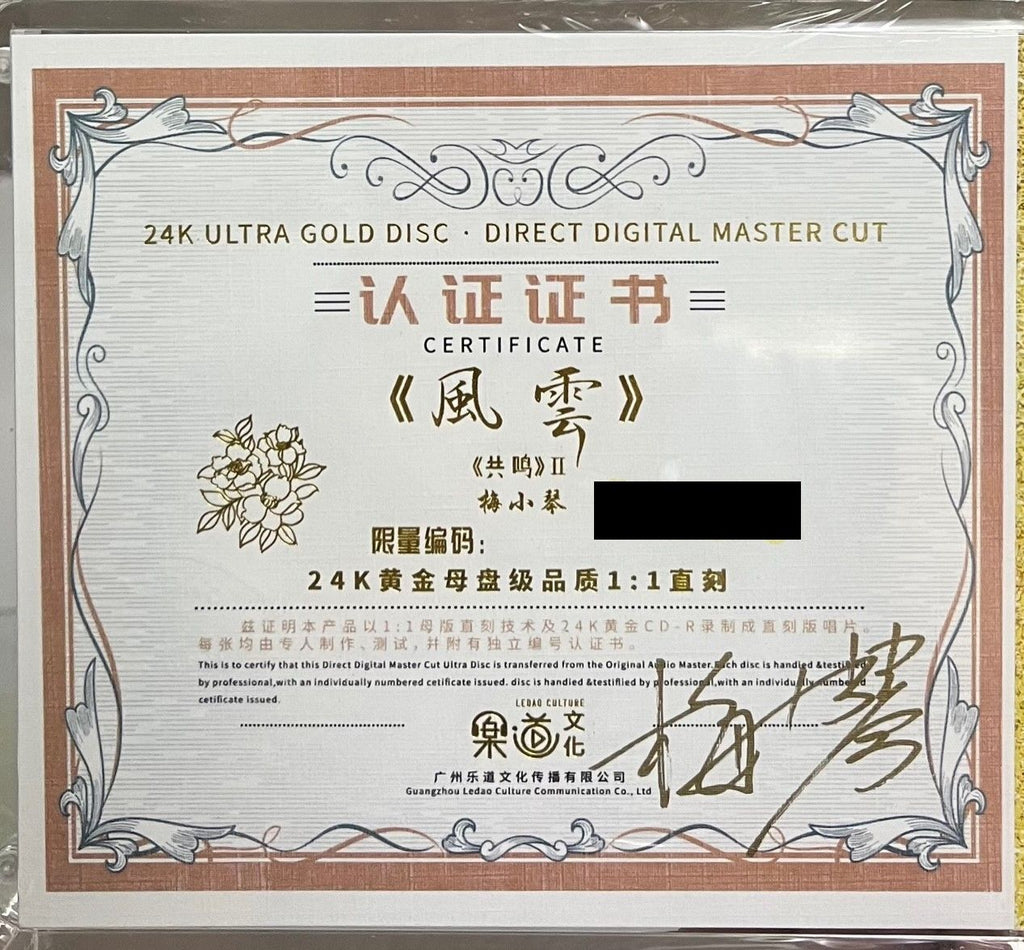 24K ULTRA GOLD DISC · DIRECT DIGITAL MASTER CUT
认证证书
CERTIFICATE
《風雲》
《共鸣》II
梅小琴
限量编码:
24K黄金母盘级品质1:1直刻
兹证明本产品以1:1母版直刻技术及24K黄金CD-R录制成直刻版唱片。
每张均由专人制作、测试,并附有独立编号认证书。
This is to certify that this Direct Digital Master Cut Ultra Disc is transferred from the Original Audio Master.Each disc is handied &testified
by professional,with an individually numbered cetificate issued. disc is handied &testiflied by professional,with an individually numbered
cetificate issued.
LEDAO CULTURE
樂道文化
广州乐道文化传播有限公司
Guangzhou Ledao Culture Communication Co., Ltd